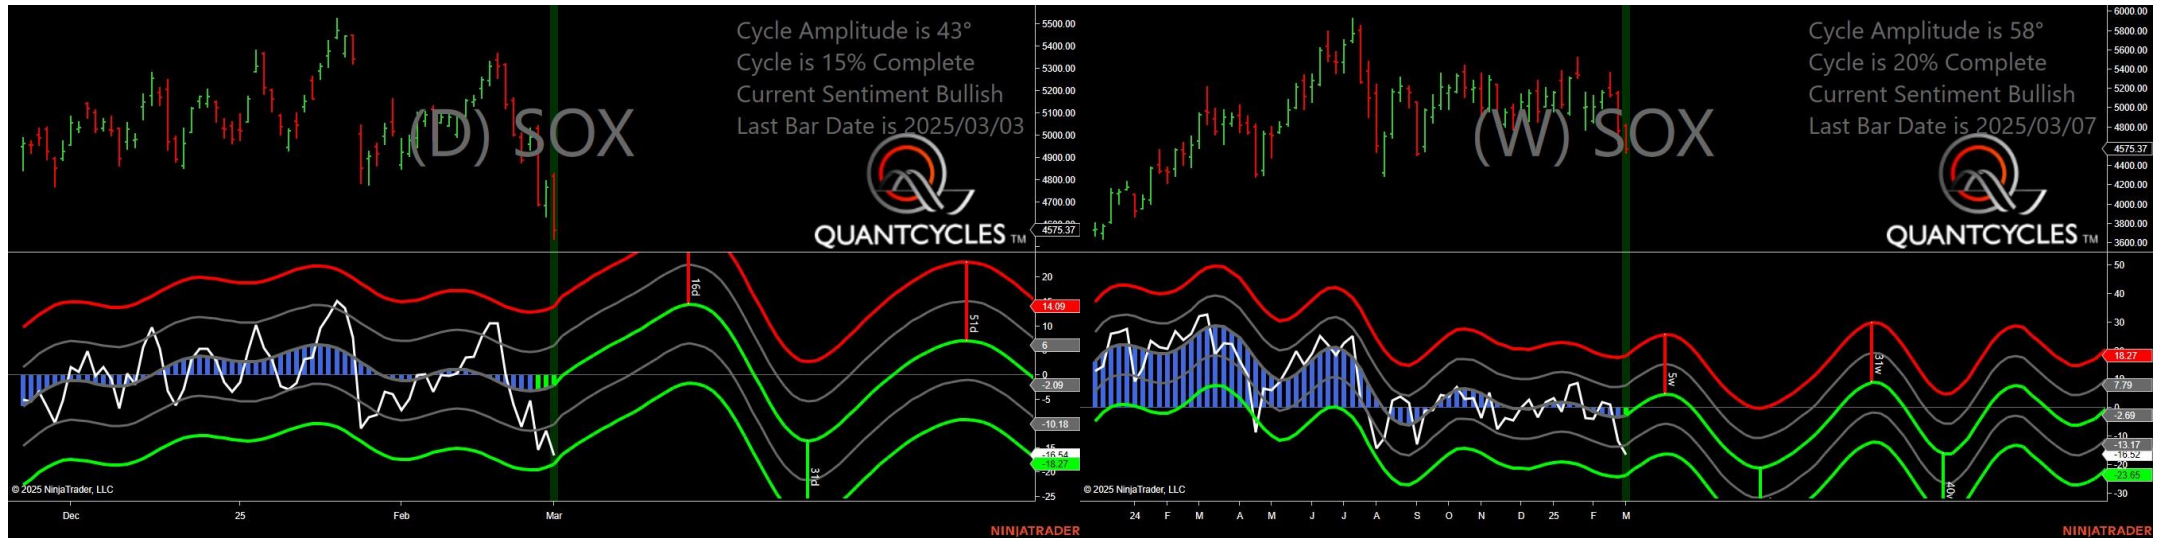 Cycle Amplitude is 43°
Cycle is 15% Complete
Current Sentiment Bullish
Last Bar Date is 2025/03/03
(D) SOX
QUANTCYCLES TM
5500.00
5400.00
5300.00
5200.00
5100.00
5000.00
4900.00
4800.00
4700.00
4575.37
16d
31d
51d
20
14.09
10
6
0
-2.09
-5
-10.18
-15
-16.54
-18.27
-20
-25
© 2025 NinjaTrader, LLC
Dec
25
Feb
Mar
NINJATRADER
Cycle Amplitude is 58°
Cycle is 20% Complete
Current Sentiment Bullish
Last Bar Date is 2025/03/07
(W) SOX
QUANTCYCLES TM
6000.00
5800.00
5600.00
5400.00
5200.00
5000.00
4800.00
4575.37
4400.00
4200.00
4000.00
3800.00
3600.00
5w
31w
50
40
30
18.27
7.79
0
-2.69
-10
-13.17
-16.52
-20
-23.65
-30
© 2025 NinjaTrader, LLC
24
F
M
A
M
J
J
A
S
O
N
D
25
F
M
NINJATRADER